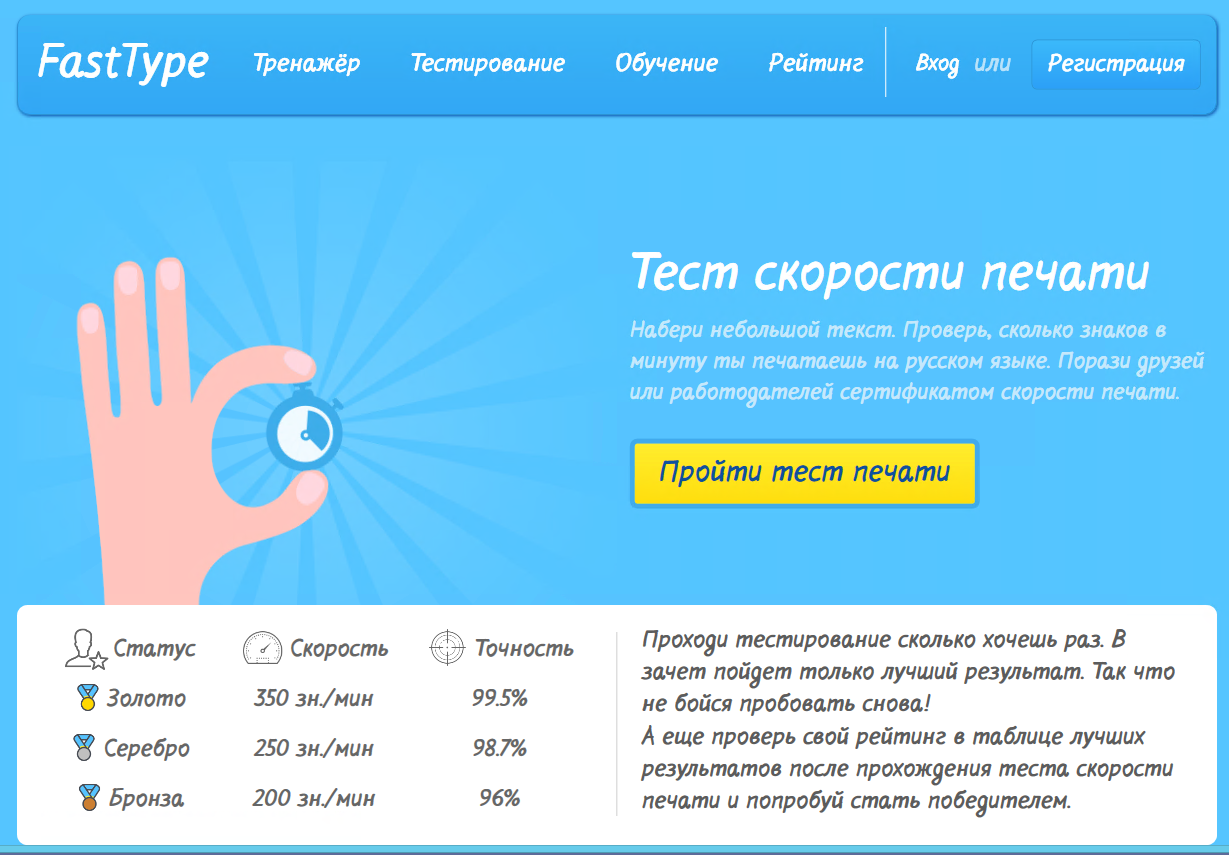 FastType Тренажёр Тестирование Обучение Рейтинг Вход или Регистрация
Тест скорости печати
Набери небольшой текст. Проверь, сколько знаков в
минуту ты печатаешь на русском языке. Порази друзей
или работодателей сертификатом скорости печати.
Пройти тест печати
Статус Скорость Точность
Золото 350 зн./мин 99.5%
Серебро 250 зн./мин 98.7%
Бронза 200 зн./мин 96%
Проходи тестирование сколько хочешь раз. В
зачет пойдет только лучший результат. Так что
не бойся пробовать снова!
А еще проверь свой рейтинг в таблице лучших
результатов после прохождения теста скорости
печати и попробуй стать победителем.